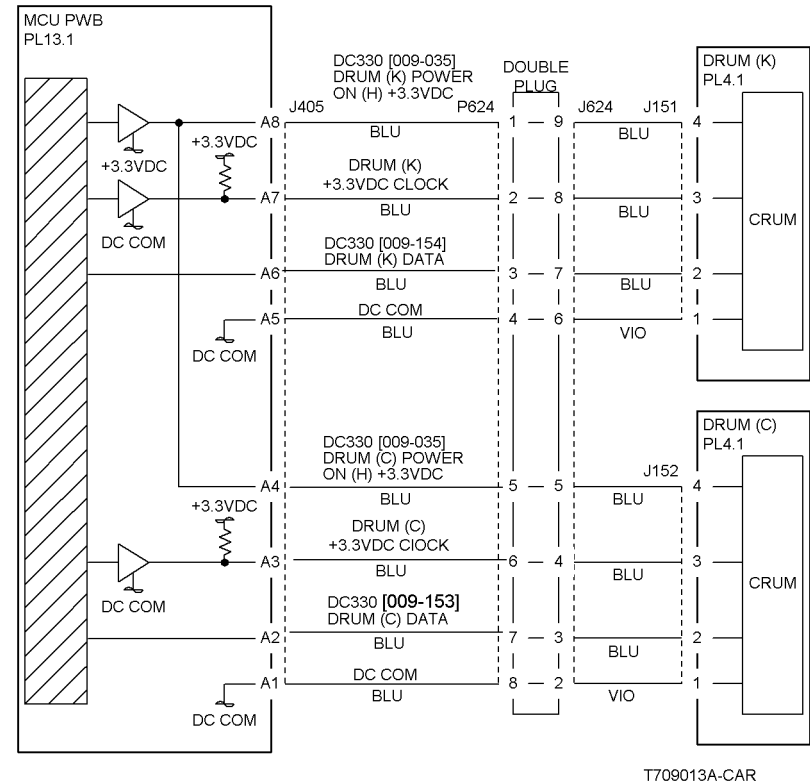 MCU PWB
PL13.1
DC330 [009-035]
DRUM (K) POWER
ON (H) +3.3VDC
DOUBLE
PLUG
DRUM (K)
PL4.1
J405
P624
J624
J151
A8
BLU
1 9
BLU
4
+3.3VDC
+3.3VDC
DRUM (K)
+3.3VDC CLOCK
A7
BLU
2 8
BLU
3
CRUM
DC COM
DC330 [009-154]
DRUM (K) DATA
A6
BLU
3 7
BLU
2
DC COM
A5
BLU
4 6
VIO
1
DC COM
DC330 [009-035]
DRUM (C) POWER
ON (H) +3.3VDC
DRUM (C)
PL4.1
J152
A4
BLU
5 5
BLU
4
+3.3VDC
DRUM (C)
+3.3VDC ClOCK
A3
BLU
6 4
BLU
3
CRUM
DC COM
DC330 [009-153]
DRUM (C) DATA
A2
BLU
7 3
BLU
2
DC COM
A1
BLU
8 2
VIO
1
DC COM
T709013A-CAR